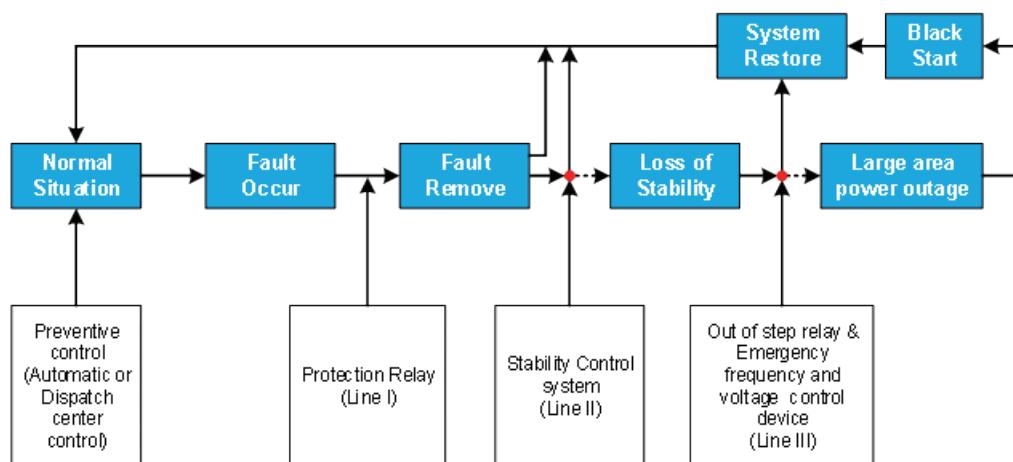 System
Restore
Black
Start
Normal
Situation
Fault
Occur
Fault
Remove
Loss of
Stability
Large area
power outage
Preventive
control
(Automatic or
Dispatch
center
control)
Protection Relay
(Line I)
Stability Control
system
(Line II)
Out of step relay &
Emergency
frequency and
voltage control
device
(Line III)